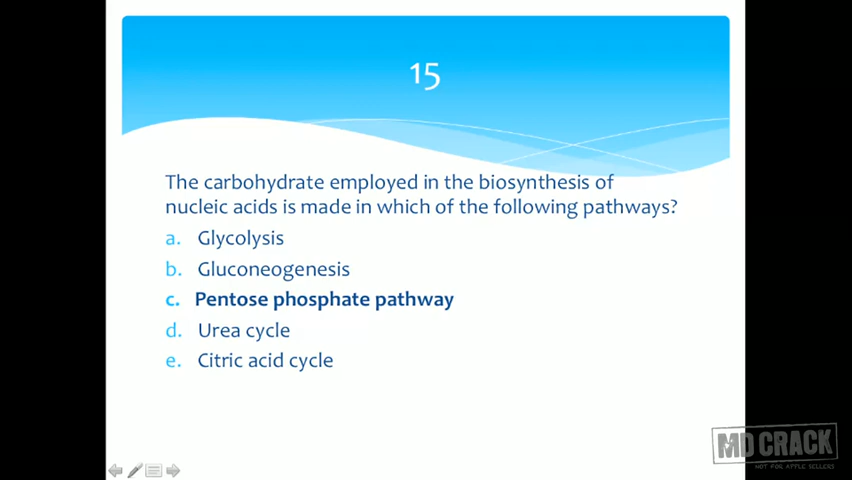 15
The carbohydrate employed in the biosynthesis of
nucleic acids is made in which of the following pathways?
a. Glycolysis
b. Gluconeogenesis
c. Pentose phosphate pathway
d. Urea cycle
e. Citric acid cycle
MD CRACK
NOT FOR APPLE SELLERS